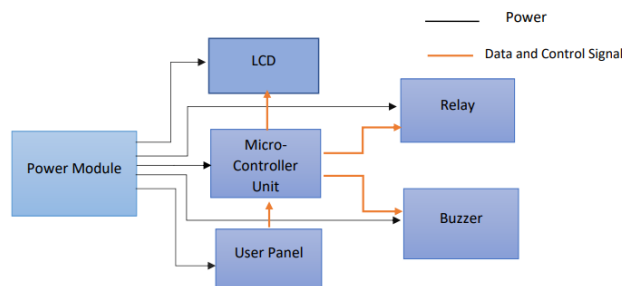 Power
Data and Control Signal
LCD
Relay
Power Module
Micro-
Controller
Unit
Buzzer
User Panel